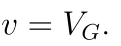 v = V_G.